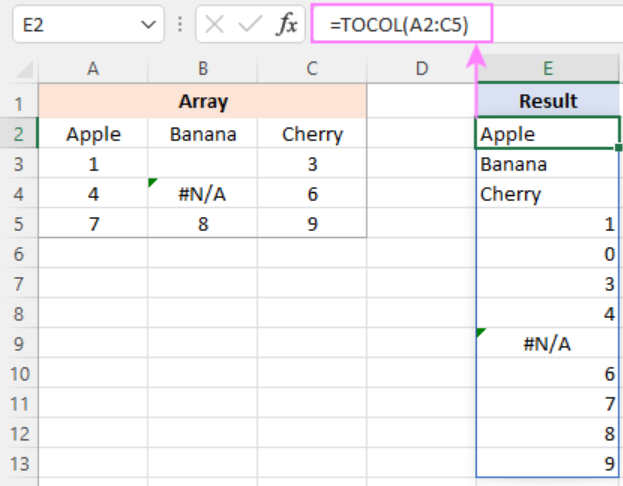 E2 fx =TOCOL(A2:C5)
A B C D E
1 Array Result
2 Apple Banana Cherry Apple
3 1 3 Banana
4 4 #N/A 6 Cherry
5 7 8 9 1
6 0
7 3
8 4
9 #N/A
10 6
11 7
12 8
13 9